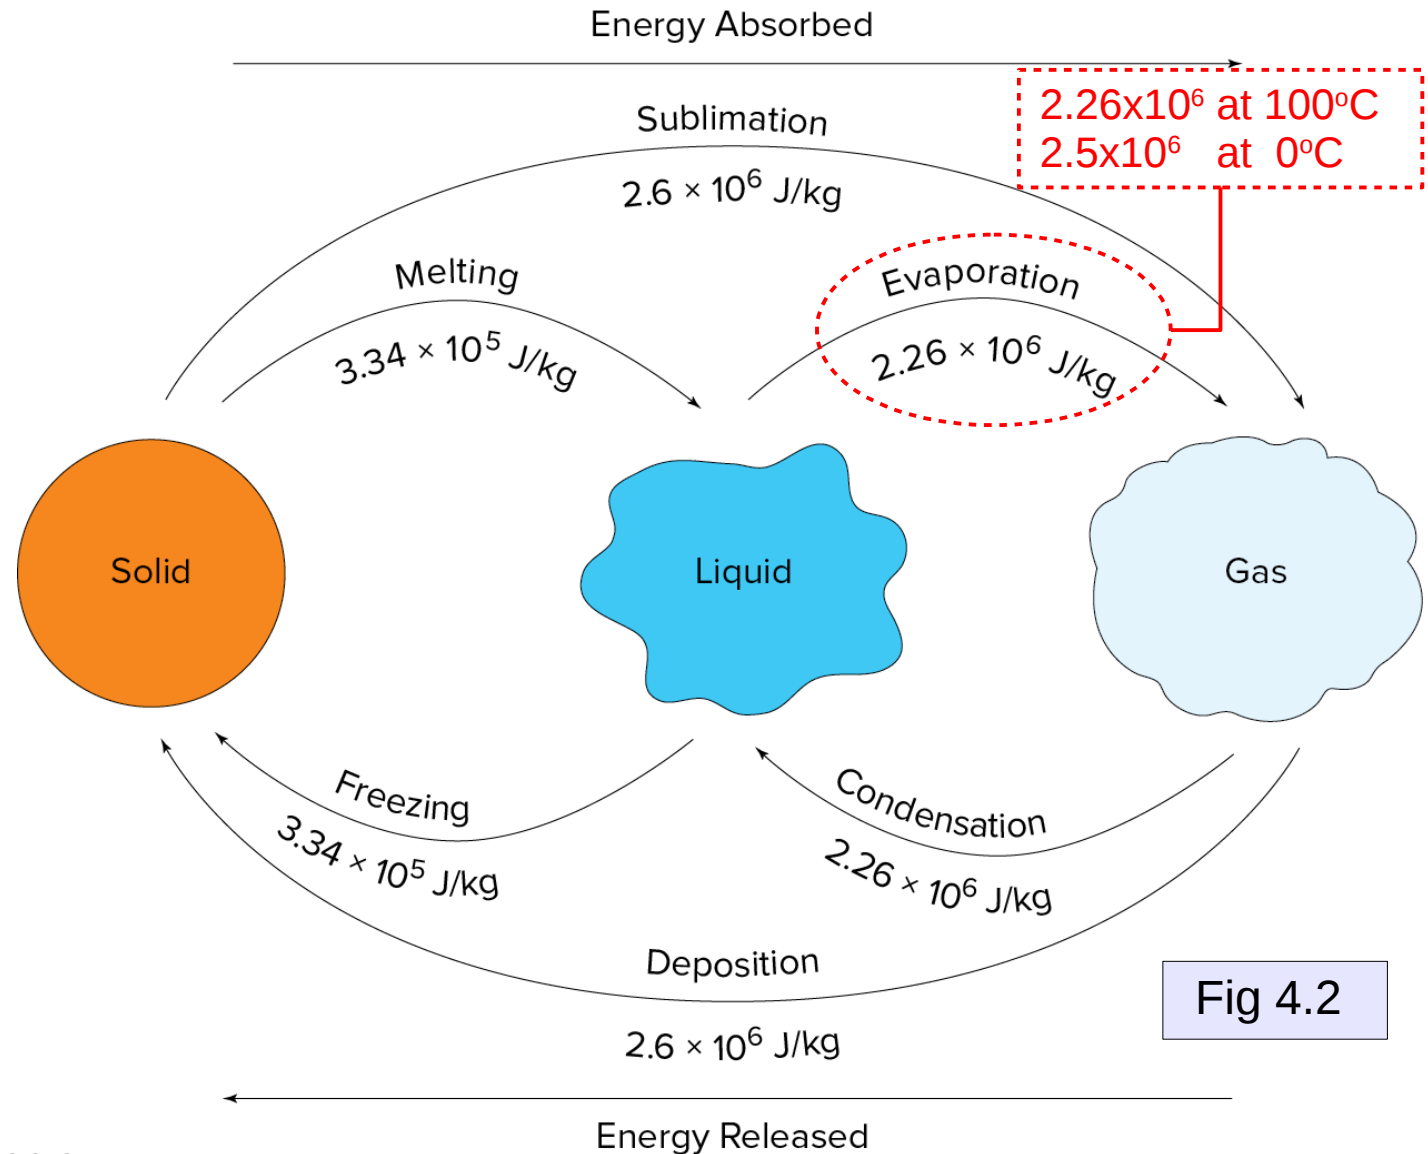 Energy Absorbed
2.26x10⁶ at 100ᵒC
2.5x10⁶ at 0ᵒC
Sublimation
2.6 × 10⁶ J/kg
Melting
3.34 × 10⁵ J/kg
Evaporation
2.26 × 10⁶ J/kg
Solid
Liquid
Gas
Freezing
3.34 × 10⁵ J/kg
Condensation
2.26 × 10⁶ J/kg
Deposition
2.6 × 10⁶ J/kg
Fig 4.2
Energy Released